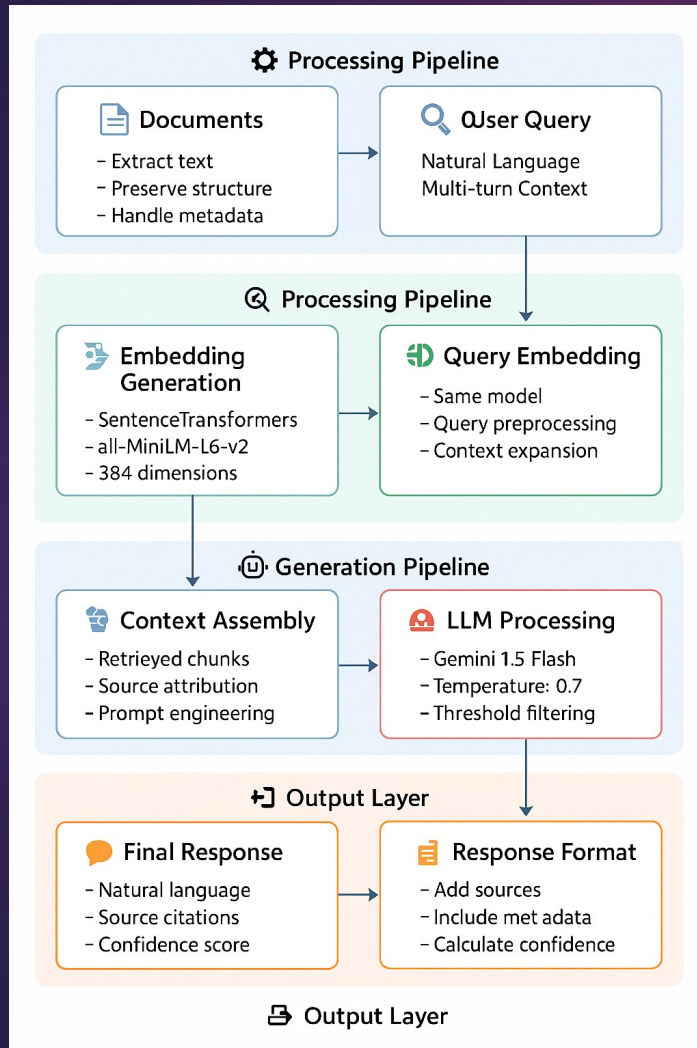 Processing Pipeline
Documents
– Extract text
– Preserve structure
– Handle metadata
User Query
Natural Language
Multi-turn Context
Processing Pipeline
Embedding
Generation
– SentenceTransformers
– all-MiniLM-L6-v2
– 384 dimensions
Query Embedding
– Same model
– Query preprocessing
– Context expansion
Generation Pipeline
Context Assembly
– Retrieyed chunks
– Source attribution
– Prompt engineering
LLM Processing
– Gemini 1.5 Flash
– Temperature: 0.7
– Threshold filtering
Output Layer
Final Response
– Natural language
– Source citations
– Confidence score
Response Format
– Add sources
– Include met adata
– Calculate confidence
Output Layer